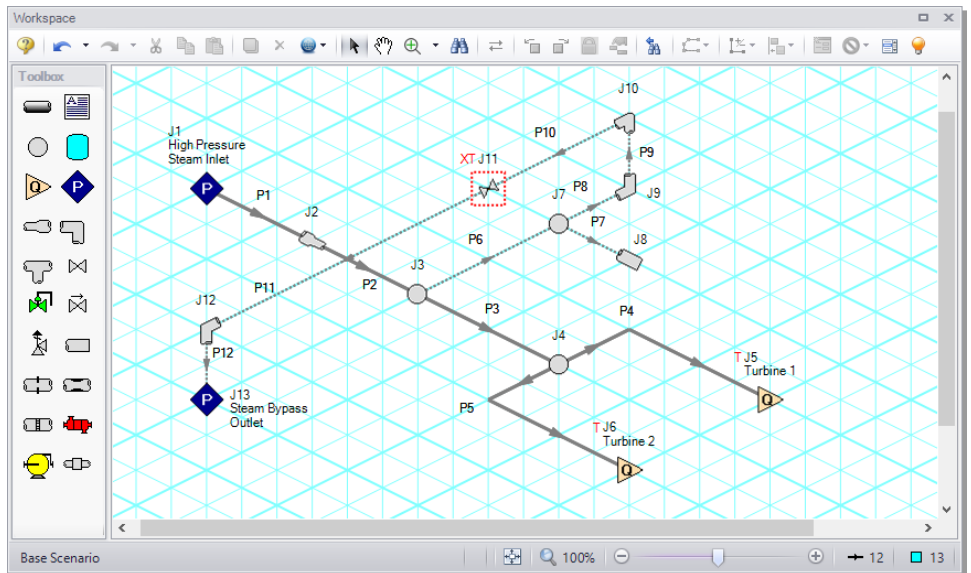 Workspace
Toolbox
A
Q
P
J1
High Pressure
Steam Inlet
P
P1
J2
P2
J3
P3
J4
P4
T J5
Turbine 1
Q
P5
T J6
Turbine 2
Q
P6
J7
P7
J8
P8
J9
P9
J10
P10
XT J11
P11
J12
P12
P
J13
Steam Bypass
Outlet
Base Scenario
100%
12
13